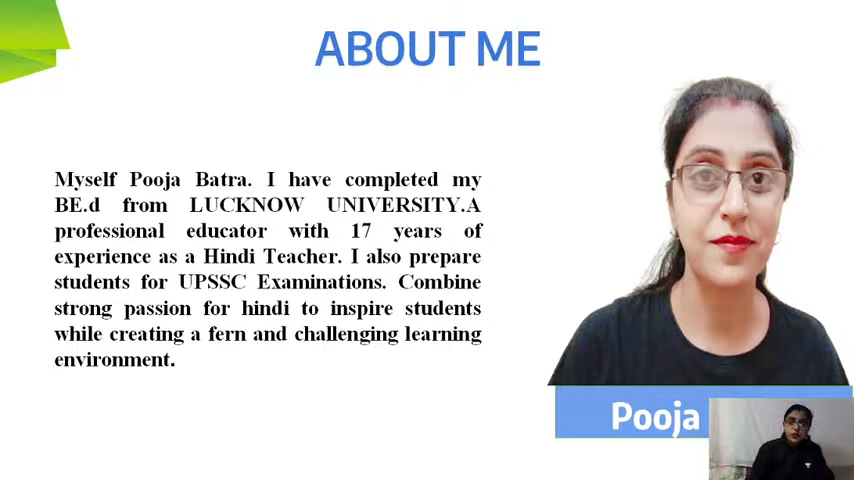 ABOUT ME
Myself Pooja Batra. I have completed my
BE.d from LUCKNOW UNIVERSITY.A
professional educator with 17 years of
experience as a Hindi Teacher. I also prepare
students for UPSSC Examinations. Combine
strong passion for hindi to inspire students
while creating a fern and challenging learning
environment.
Pooja